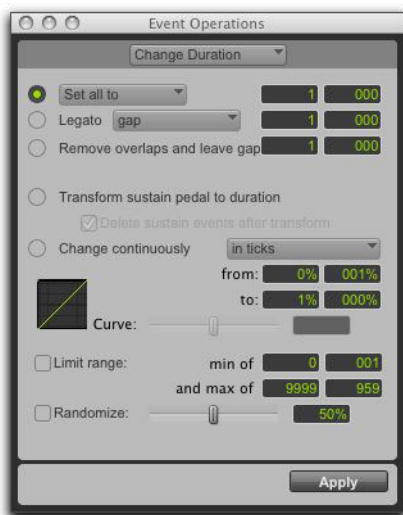 Event Operations
Change Duration
Set all to 1 000
Legato gap 1 000
Remove overlaps and leave gap 1 000
Transform sustain pedal to duration
Delete sustain events after transform
Change continuously in ticks
from: 0% 001%
to: 1% 000%
Curve:
Limit range: min of 0 001
and max of 9999 959
Randomize: 50%
Apply